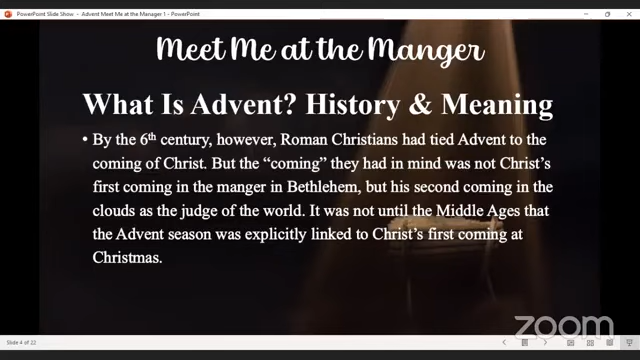 PowerPoint Slide Show - Advent Meet Me at the Manager 1 - PowerPoint
Meet Me at the Manger
What Is Advent? History & Meaning
• By the 6th century, however, Roman Christians had tied Advent to the
coming of Christ. But the “coming” they had in mind was not Christ’s
first coming in the manger in Bethlehem, but his second coming in the
clouds as the judge of the world. It was not until the Middle Ages that
the Advent season was explicitly linked to Christ’s first coming at
Christmas.
Slide 4 of 22
zoom